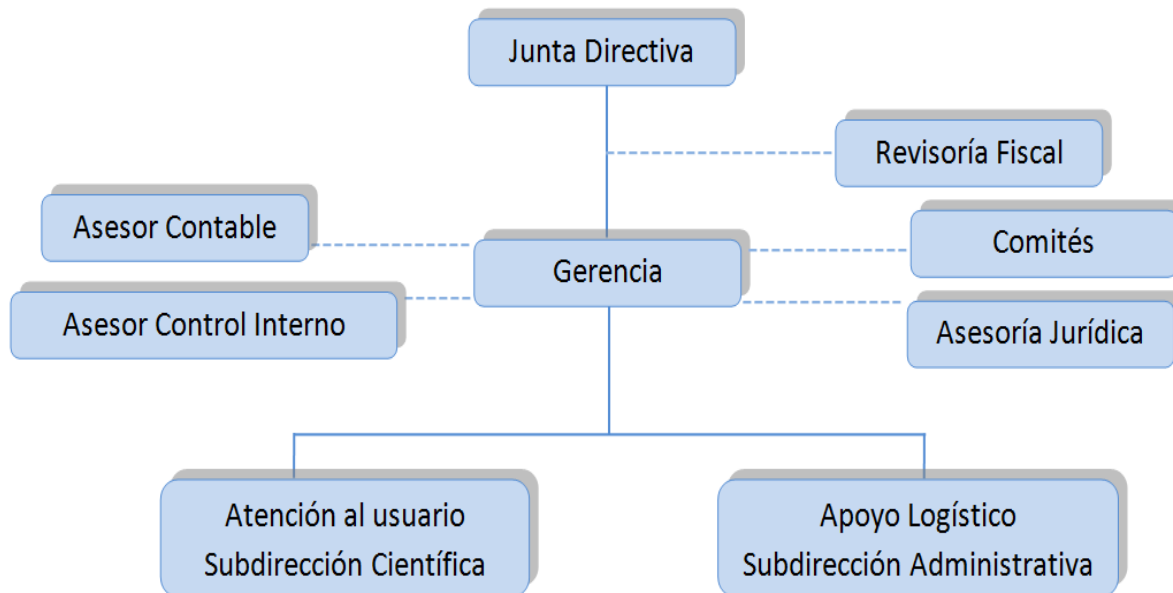 Junta Directiva
Revisoría Fiscal
Asesor Contable
Comités
Gerencia
Asesor Control Interno
Asesoría Jurídica
Atención al usuario
Subdirección Científica
Apoyo Logístico
Subdirección Administrativa